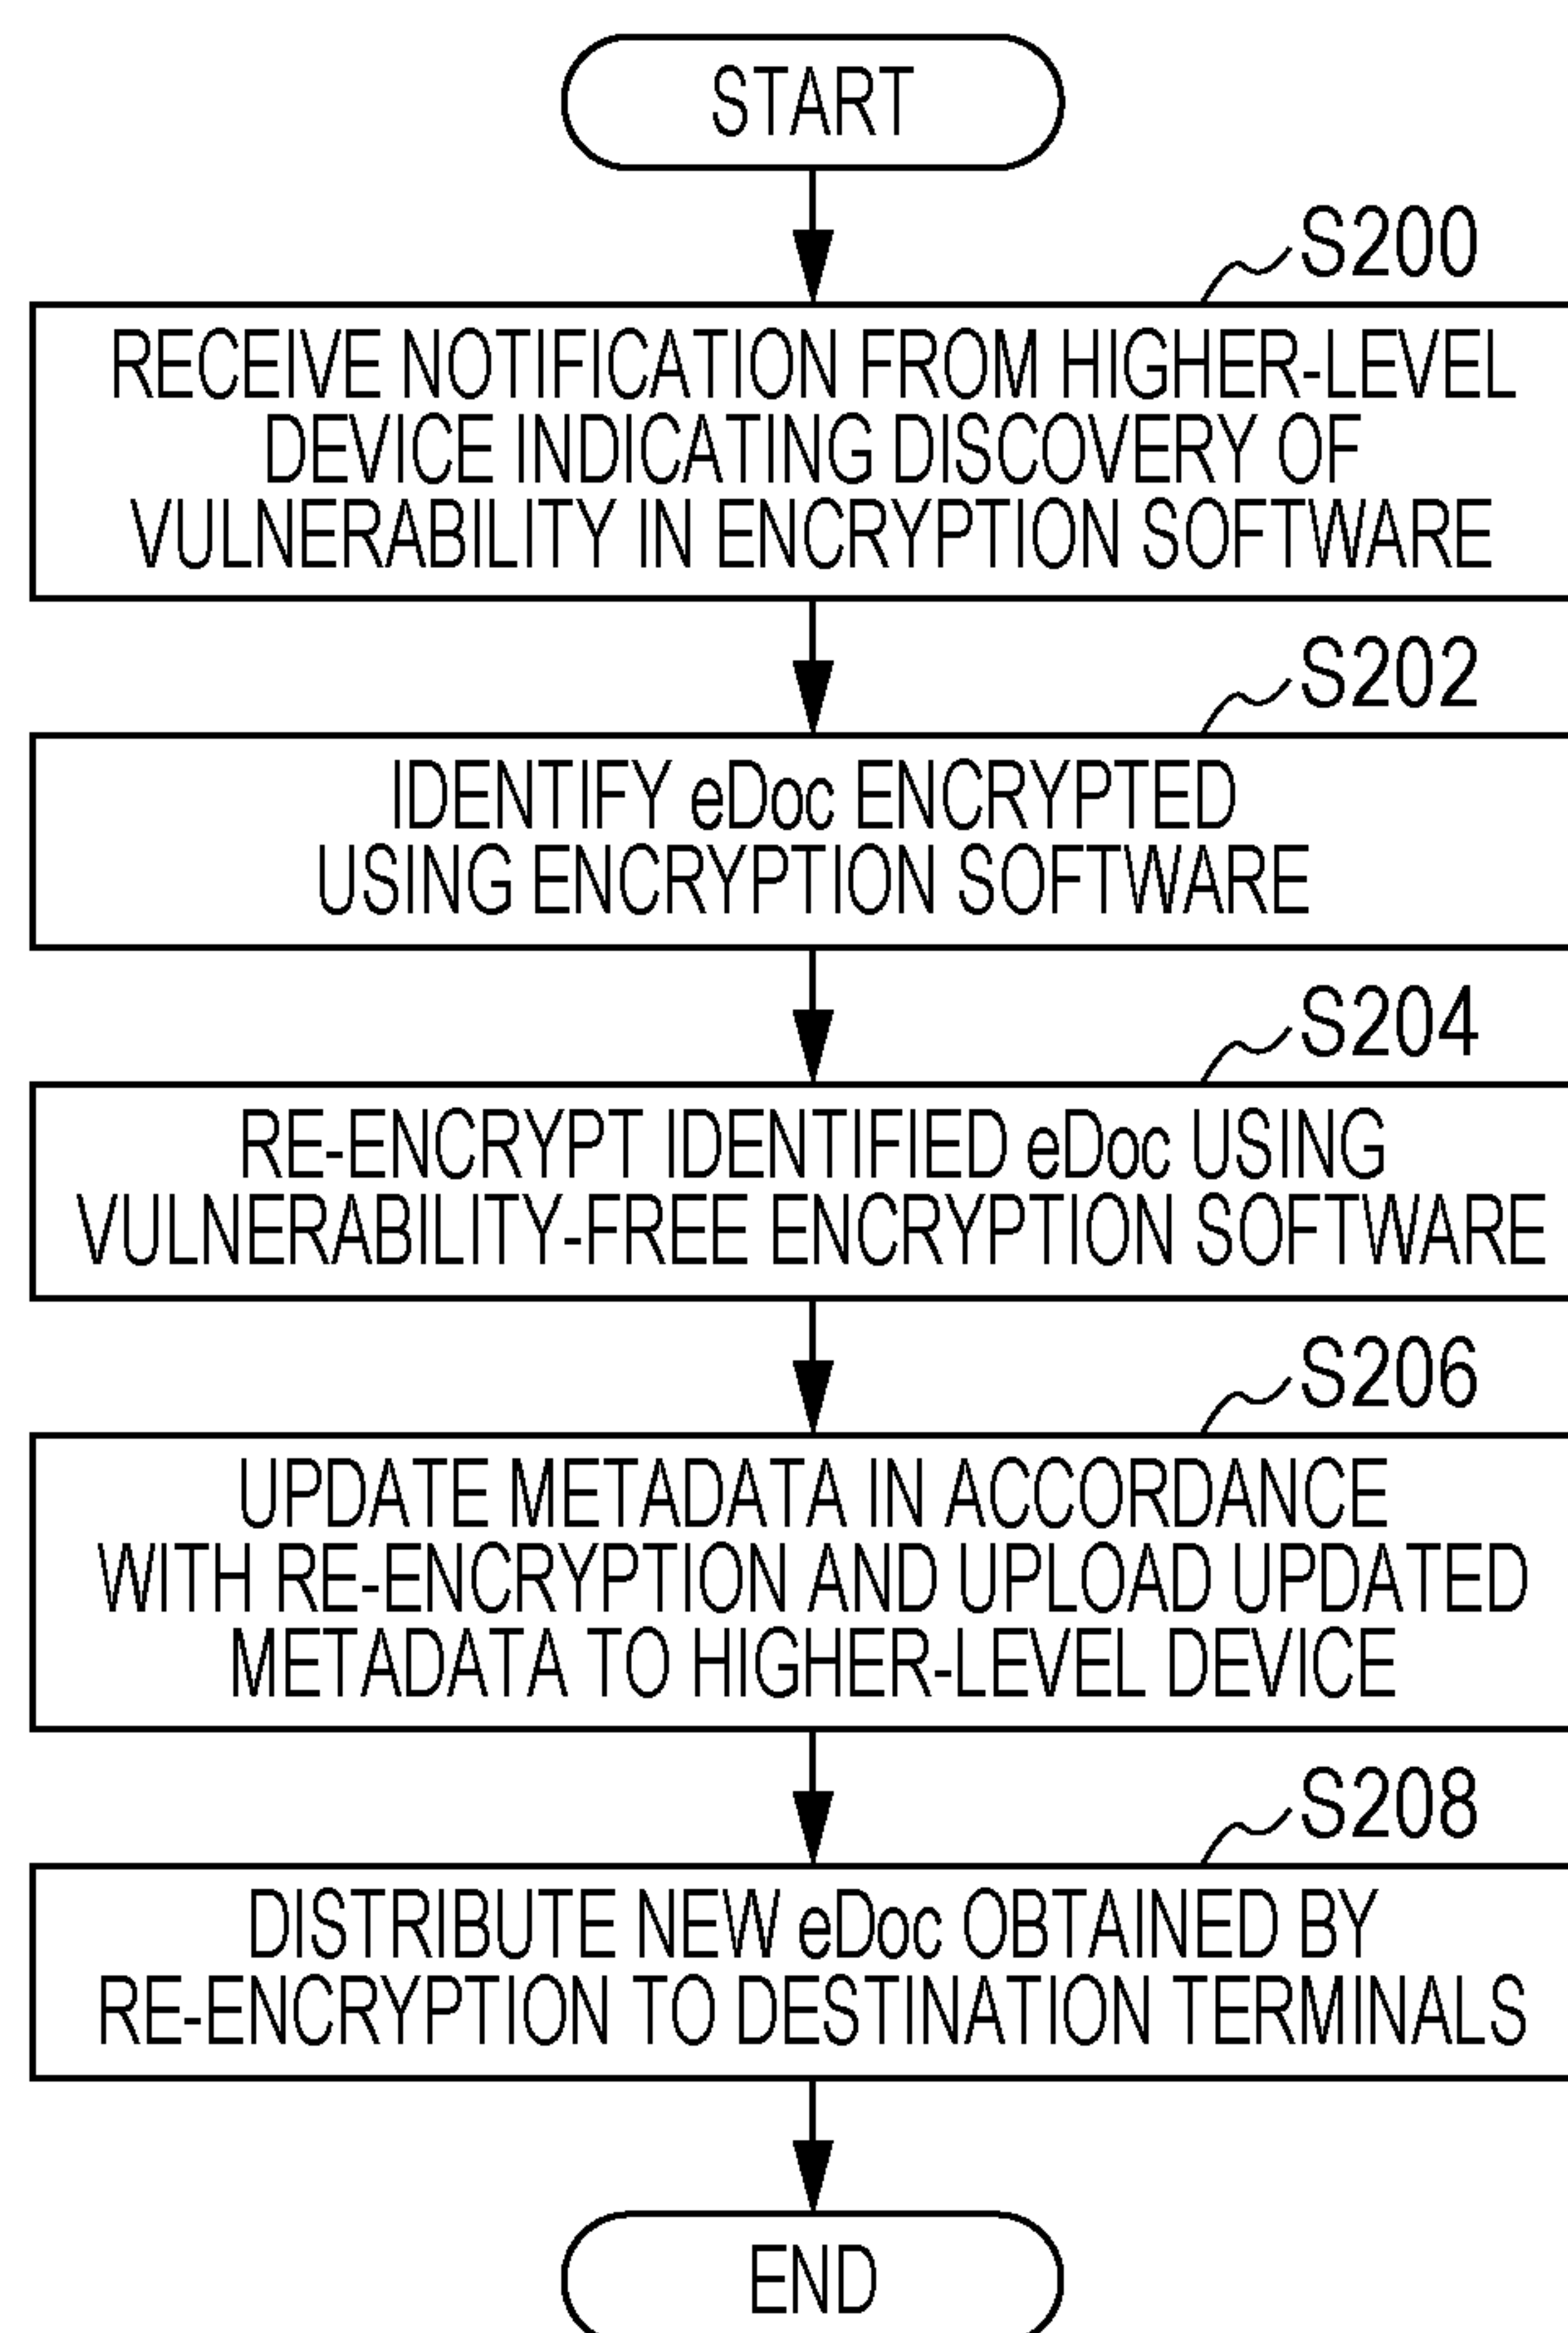 START
S200
RECEIVE NOTIFICATION FROM HIGHER-LEVEL
DEVICE INDICATING DISCOVERY OF
VULNERABILITY IN ENCRYPTION SOFTWARE
S202
IDENTIFY eDoc ENCRYPTED
USING ENCRYPTION SOFTWARE
S204
RE-ENCRYPT IDENTIFIED eDoc USING
VULNERABILITY-FREE ENCRYPTION SOFTWARE
S206
UPDATE METADATA IN ACCORDANCE
WITH RE-ENCRYPTION AND UPLOAD UPDATED
METADATA TO HIGHER-LEVEL DEVICE
S208
DISTRIBUTE NEW eDoc OBTAINED BY
RE-ENCRYPTION TO DESTINATION TERMINALS
END